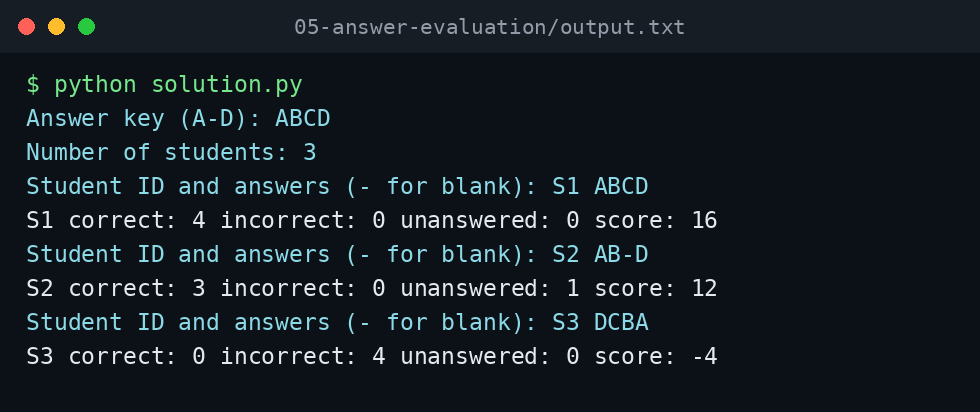 05-answer-evaluation/output.txt
$ python solution.py
Answer key (A-D): ABCD
Number of students: 3
Student ID and answers (- for blank): S1 ABCD
S1 correct: 4 incorrect: 0 unanswered: 0 score: 16
Student ID and answers (- for blank): S2 AB-D
S2 correct: 3 incorrect: 0 unanswered: 1 score: 12
Student ID and answers (- for blank): S3 DCBA
S3 correct: 0 incorrect: 4 unanswered: 0 score: -4